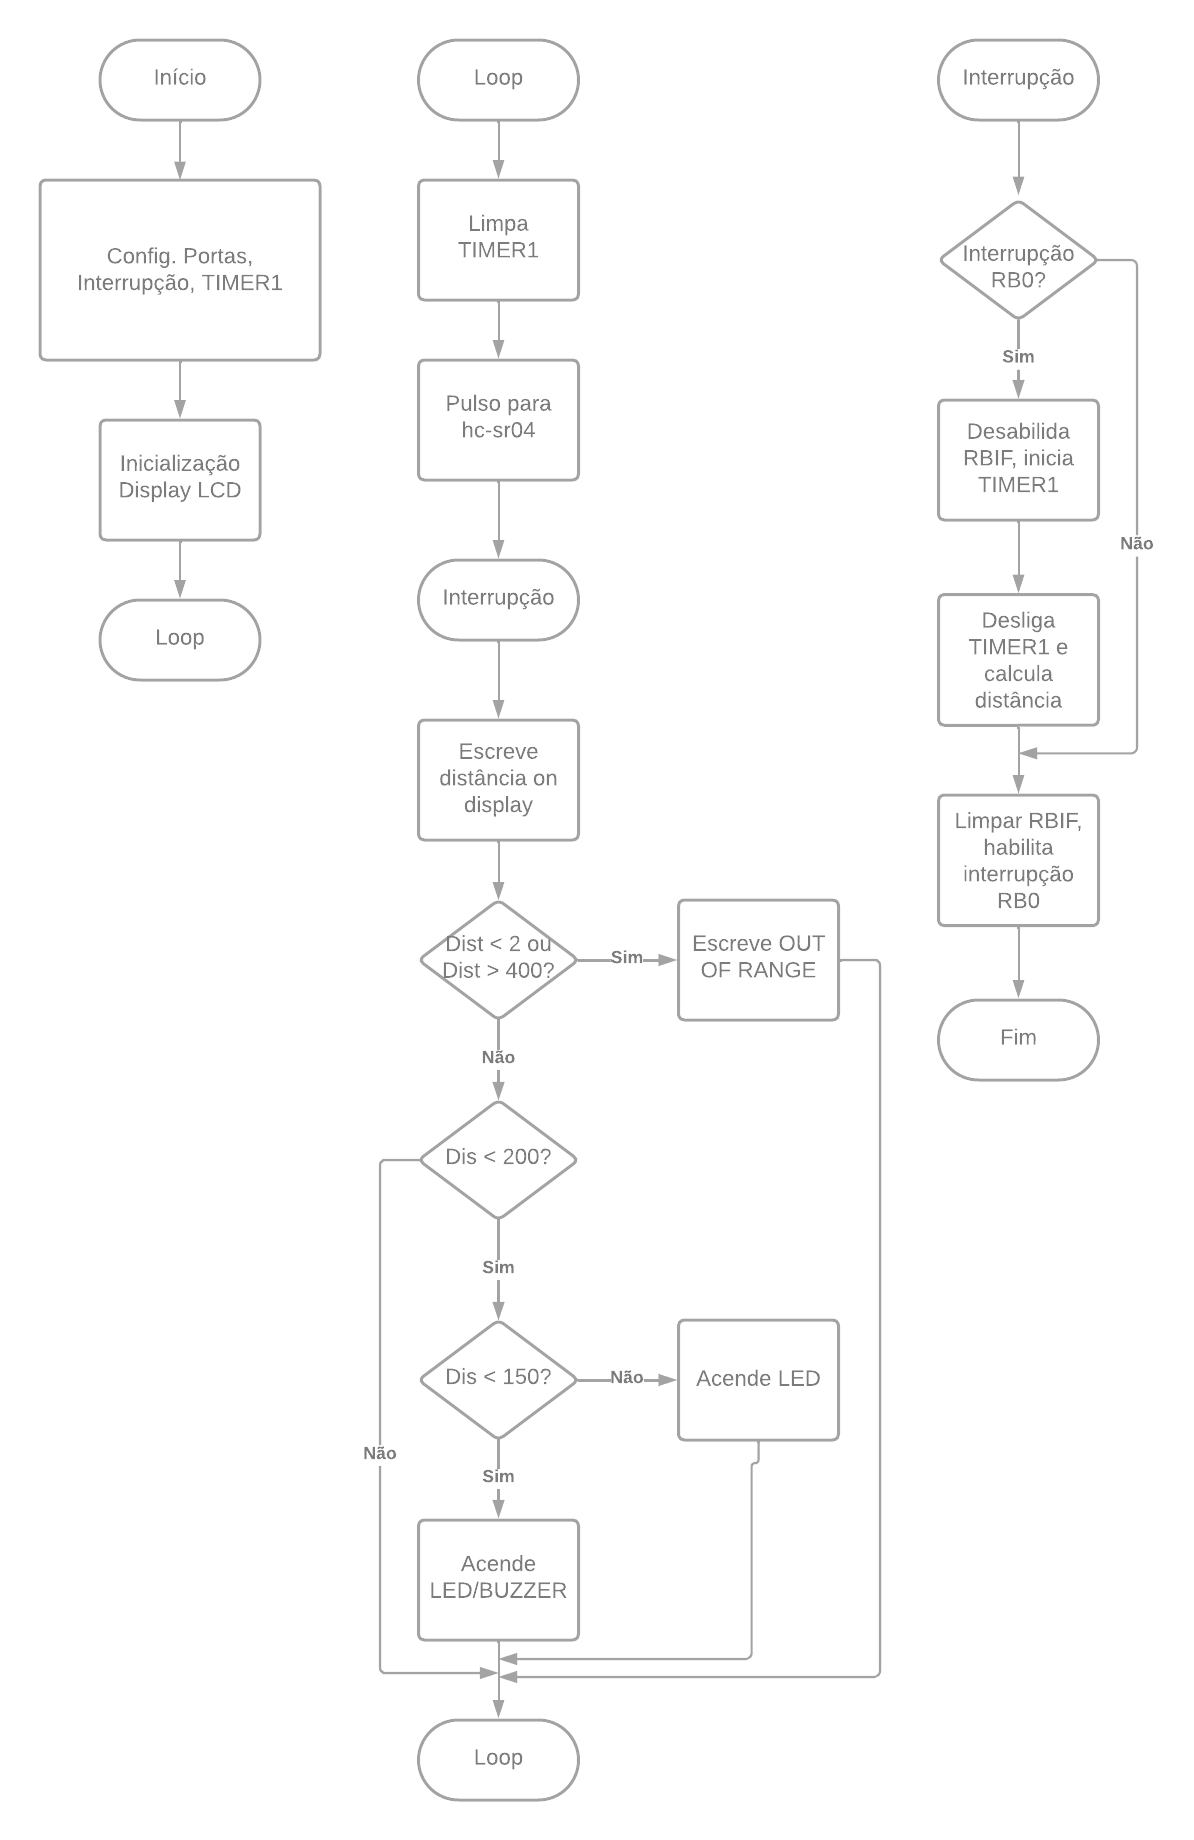 Início
Config. Portas,
Interrupção, TIMER1
Inicialização
Display LCD
Loop
Loop
Limpa
TIMER1
Pulso para
hc-sr04
Interrupção
Escreve
distância on
display
Dist < 2 ou
Dist > 400?
Sim
Escreve OUT
OF RANGE
Não
Dis < 200?
Sim
Não
Dis < 150?
Não
Acende LED
Sim
Acende
LED/BUZZER
Loop
Interrupção
Interrupção
RB0?
Sim
Não
Desabilida
RBIF, inicia
TIMER1
Desliga
TIMER1 e
calcula
distância
Limpar RBIF,
habilita
interrupção
RB0
Fim